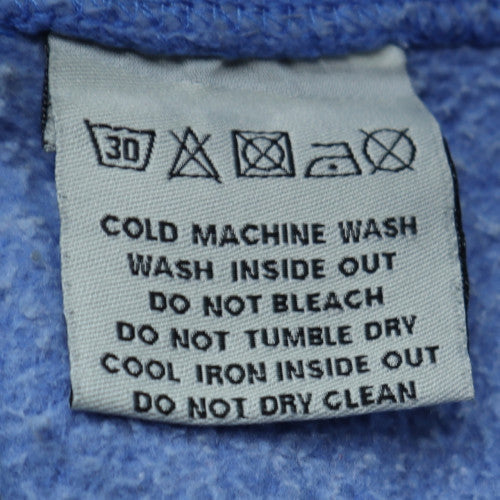 30
COLD MACHINE WASH
WASH INSIDE OUT
DO NOT BLEACH
DO NOT TUMBLE DRY
COOL IRON INSIDE OUT
DO NOT DRY CLEAN